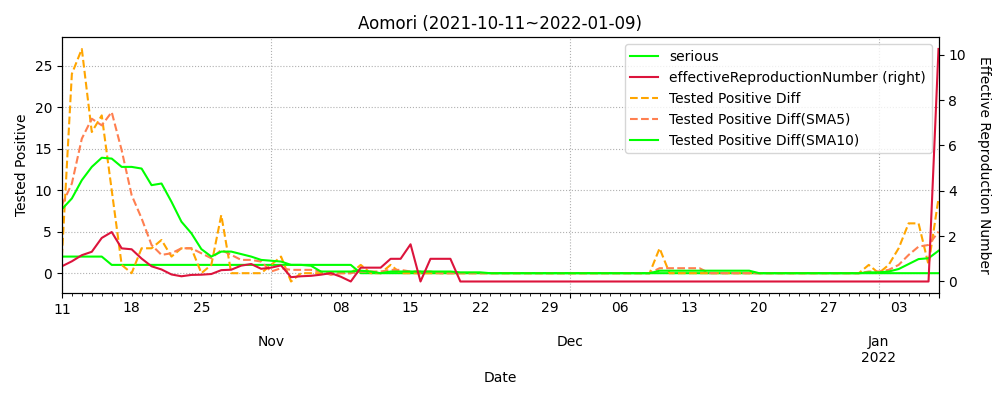 Aomori (2021-10-11~2022-01-09)
serious
effectiveReproductionNumber (right)
Tested Positive Diff
Tested Positive Diff(SMA5)
Tested Positive Diff(SMA10)
Tested Positive
25
20
15
10
5
0
10
8
6
4
2
0
Effective Reproduction Number
11 18 25 08 15 22 29 06 13 20 27 03
Nov Dec Jan
2022
Date